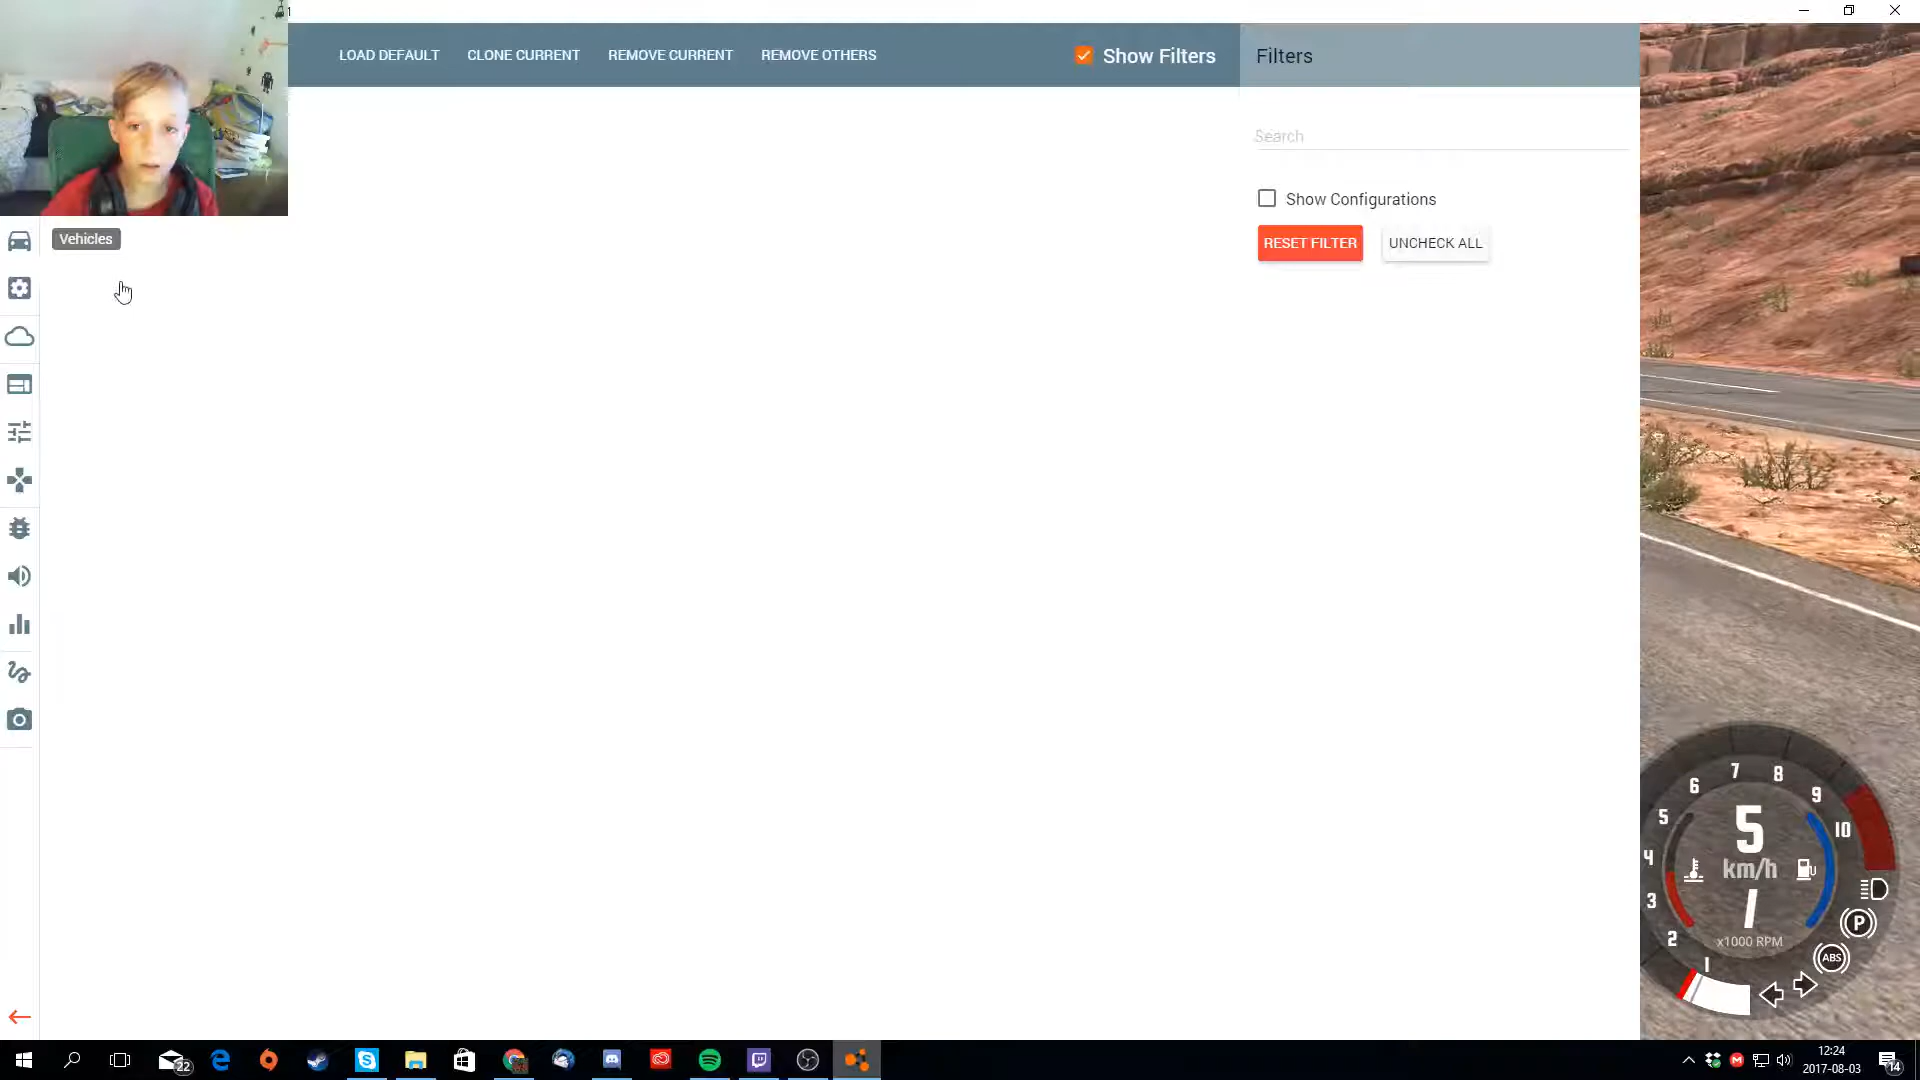 LOAD DEFAULT CLONE CURRENT REMOVE CURRENT REMOVE OTHERS Show Filters Filters
Search
Show Configurations
Vehicles
RESET FILTER UNCHECK ALL
7
6 8
5 9
10
4
3
2
1
5
km/h
1
x1000 RPM
P
ABS
22
12:24
2017-08-03
14